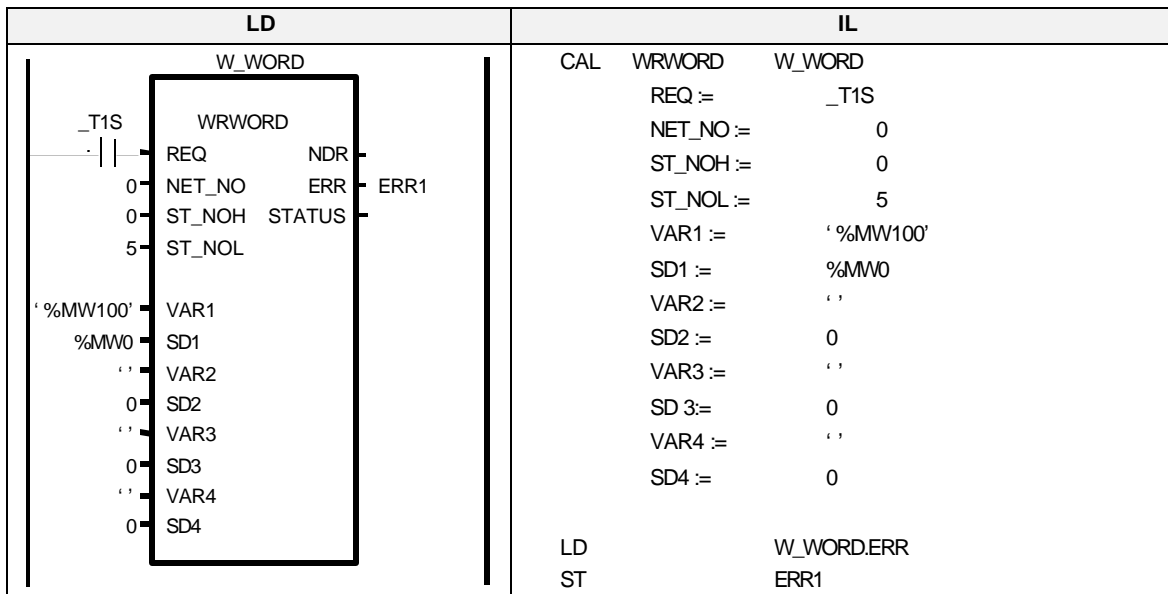 LD
IL
W_WORD
_T1S
WRWORD
REQ NDR
0 NET_NO ERR ERR1
0 ST_NOH STATUS
5 ST_NOL
‘ %MW100’ VAR1
%MW0 SD1
‘ ’ VAR2
0 SD2
‘ ’ VAR3
0 SD3
‘ ’ VAR4
0 SD4
CAL WRWORD W_WORD
REQ := _T1S
NET_NO := 0
ST_NOH := 0
ST_NOL := 5
VAR1 := ‘ %MW100’
SD1 := %MW0
VAR2 := ‘ ’
SD2 := 0
VAR3 := ‘ ’
SD 3:= 0
VAR4 := ‘ ’
SD4 := 0
LD W_WORD.ERR
ST ERR1